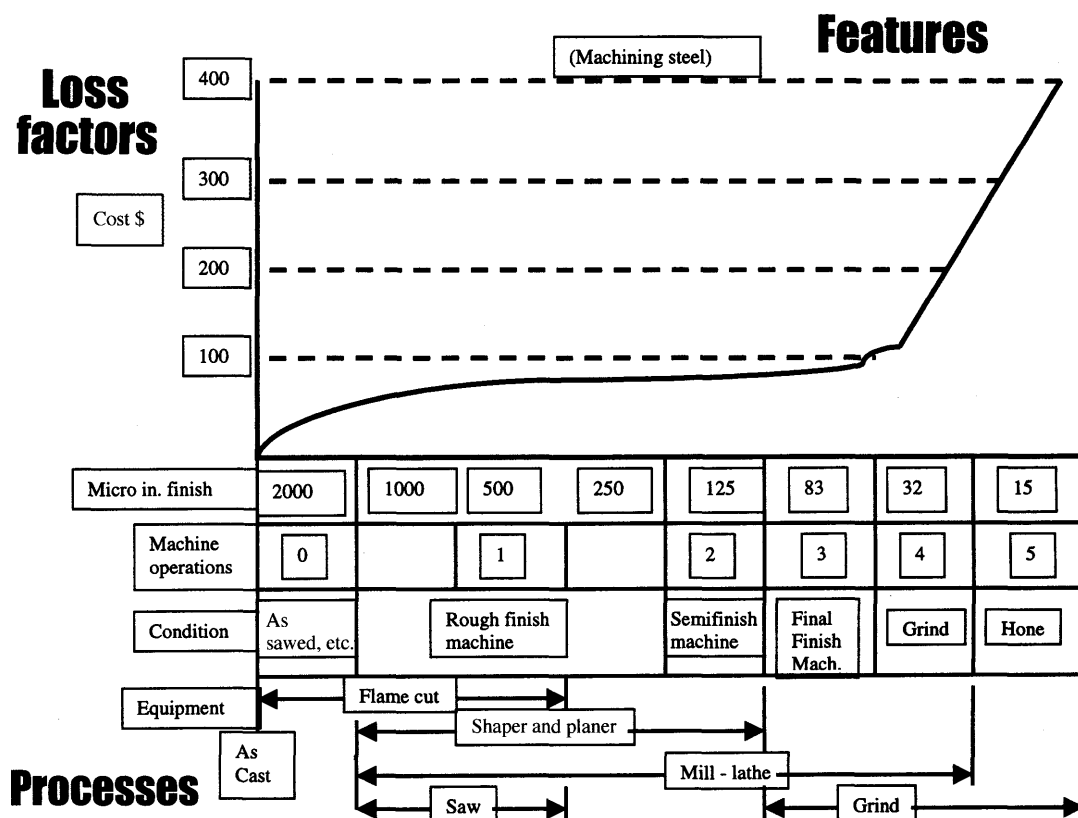 Features
(Machining steel)
Loss
factors
400
300
Cost $
200
100
Micro in. finish
2000
1000
500
250
125
83
32
15
Machine
operations
0
1
2
3
4
5
Condition
As
sawed, etc.
Rough finish
machine
Semifinish
machine
Final
Finish
Mach.
Grind
Hone
Equipment
Flame cut
Shaper and planer
As
Cast
Mill - lathe
Processes
Saw
Grind